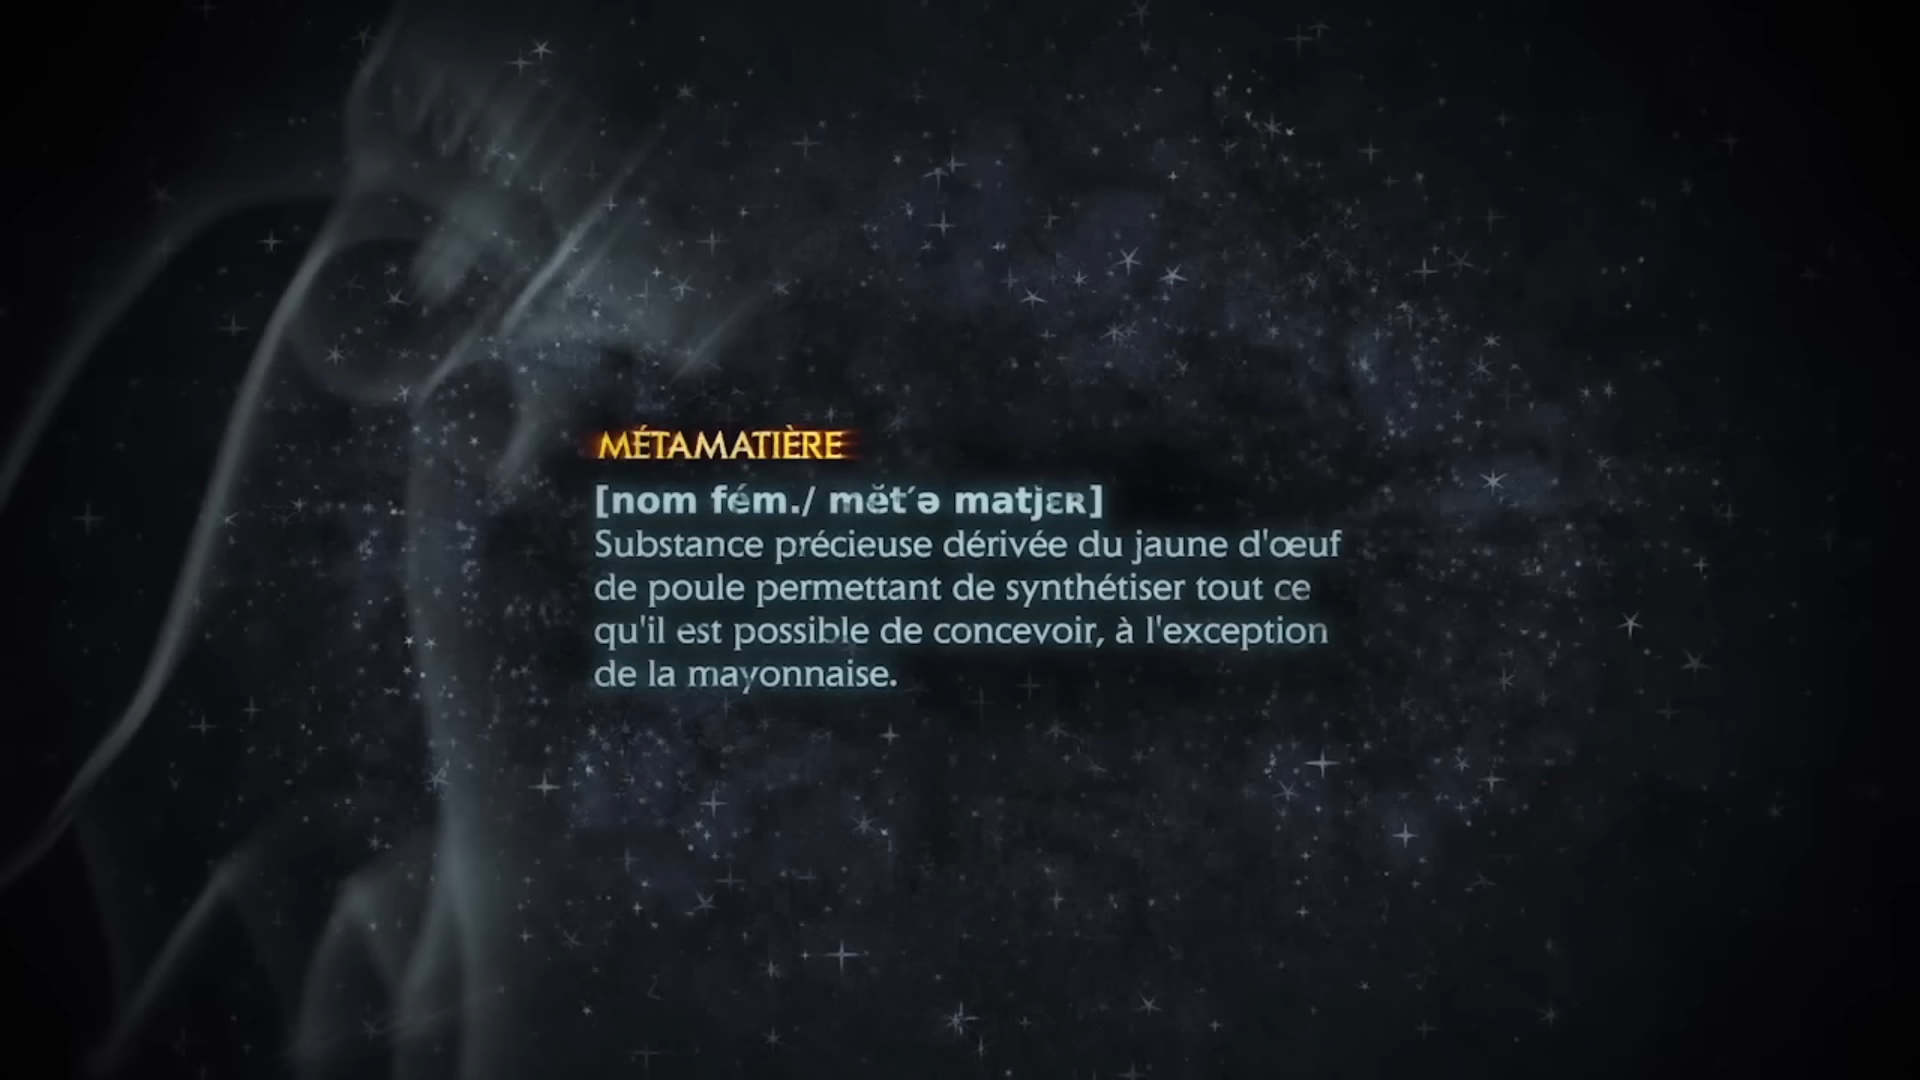 MÉTAMATIÈRE
[nom fém./ mĕt´ə matjɛʀ]
Substance précieuse dérivée du jaune d'œuf
de poule permettant de synthétiser tout ce
qu'il est possible de concevoir, à l'exception
de la mayonnaise.